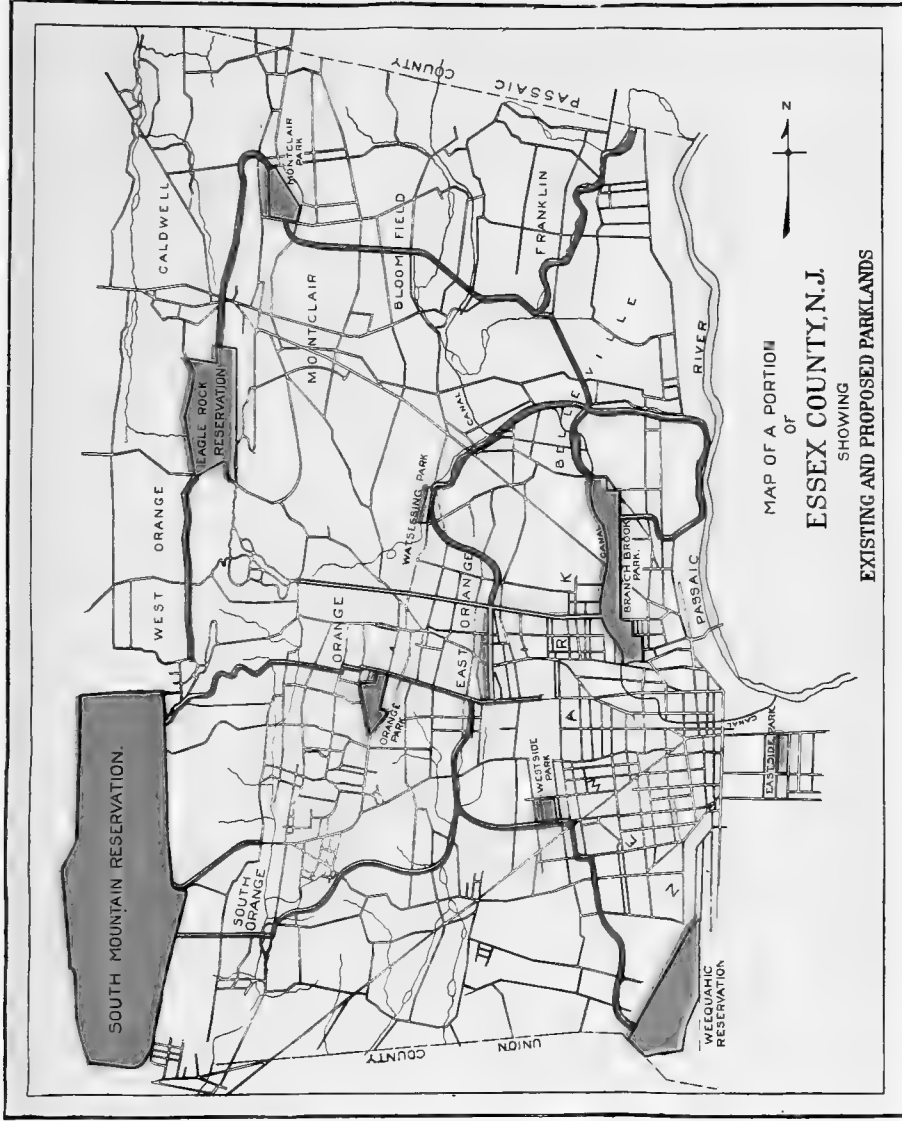 COUNTY
PASSAIC
CALDWELL
MONTCLAIR
PARK
MONTCLAIR
BLOOMFIELD
FRANKLIN
BELLEVILLE
EAGLE ROCK
RESERVATION
WEST ORANGE
CANAL
WATSESSING PARK
ORANGE
EAST ORANGE
ORANGE
PARK
CANAL
BRANCH BROOK
PARK.
PASSAIC RIVER
SOUTH MOUNTAIN RESERVATION.
SOUTH
ORANGE
WESTSIDE
PARK
NEWARK
CANAL
EASTSIDE PARK
UNION
COUNTY
WEEQUAHIC
RESERVATION
N
MAP OF A PORTION
OF
ESSEX COUNTY, N.J.
SHOWING
EXISTING AND PROPOSED PARKLANDS